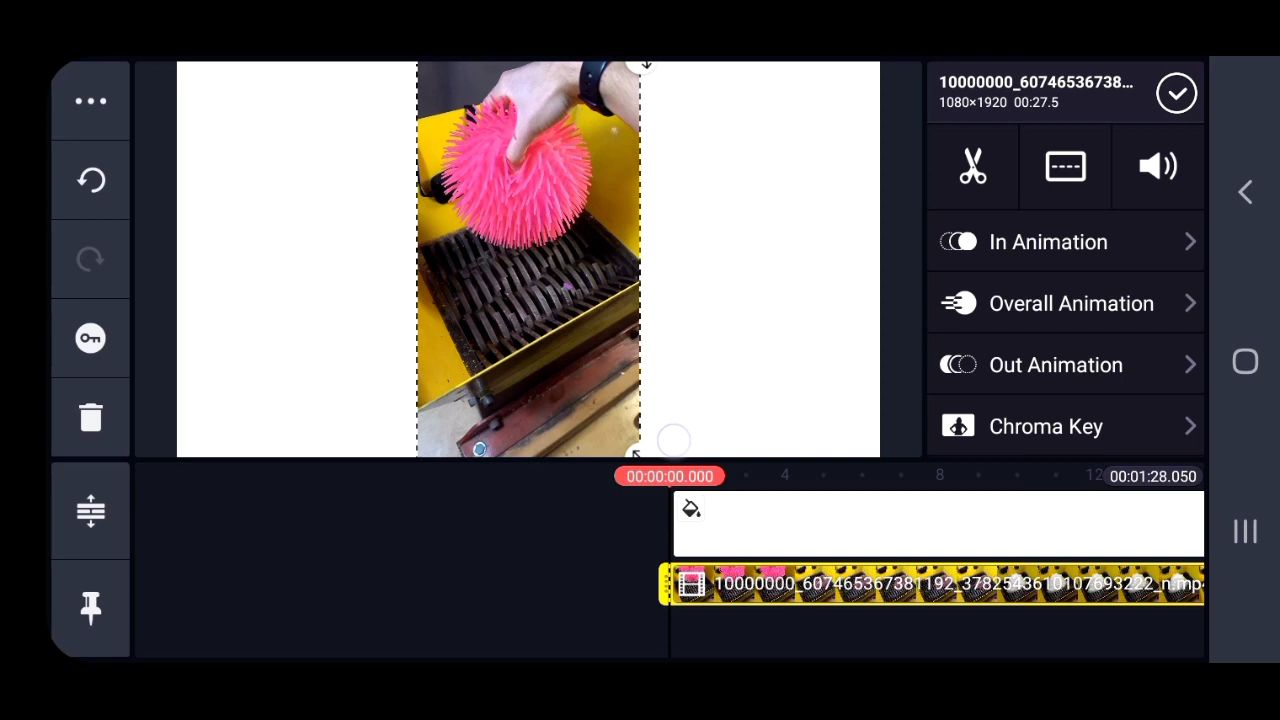 10000000_60746536738...
1080×1920 00:27.5
In Animation
Overall Animation
Out Animation
Chroma Key
00:00:00.000
4
8
12
00:01:28.050
10000000_607465367381192_3782543610107693222_n.mp4